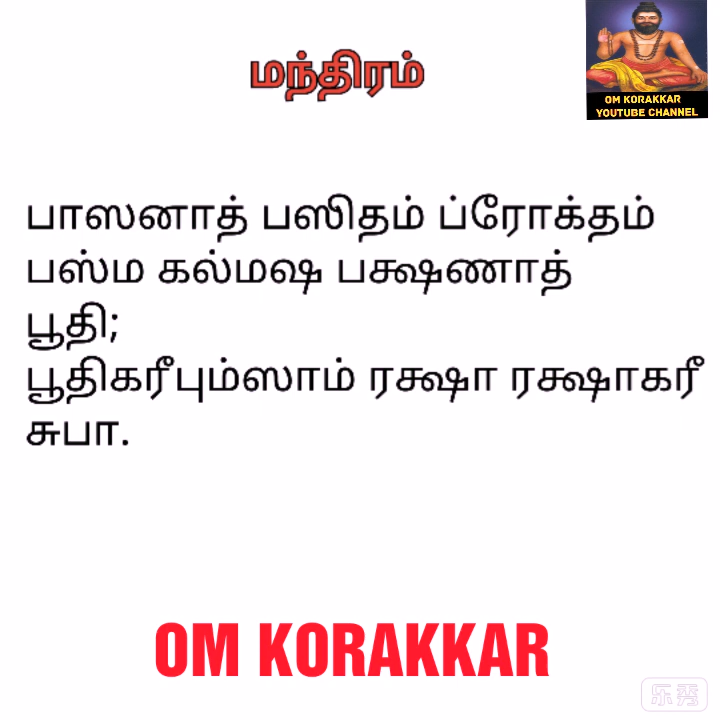 மந்திரம்
OM KORAKKAR
YOUTUBE CHANNEL
பாஸனாத் பஸிதம் ப்ரோக்தம்
பஸ்ம கல்மஷ பக்ஷணாத்
பூதி;
பூதிகரீபும்ஸாம் ரக்ஷா ரக்ஷாகரீ
சுபா.
OM KORAKKAR
乐秀